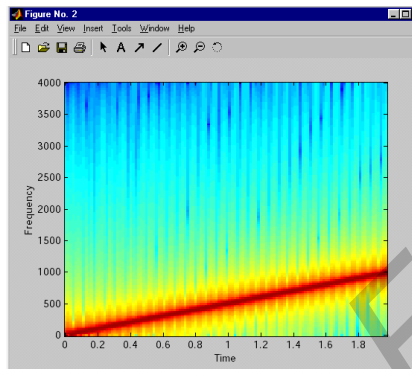 Figure No. 2
File Edit View Insert Tools Window Help
4000
3500
3000
2500
2000
1500
1000
500
0
Frequency
0 0.2 0.4 0.6 0.8 1 1.2 1.4 1.6 1.8
Time